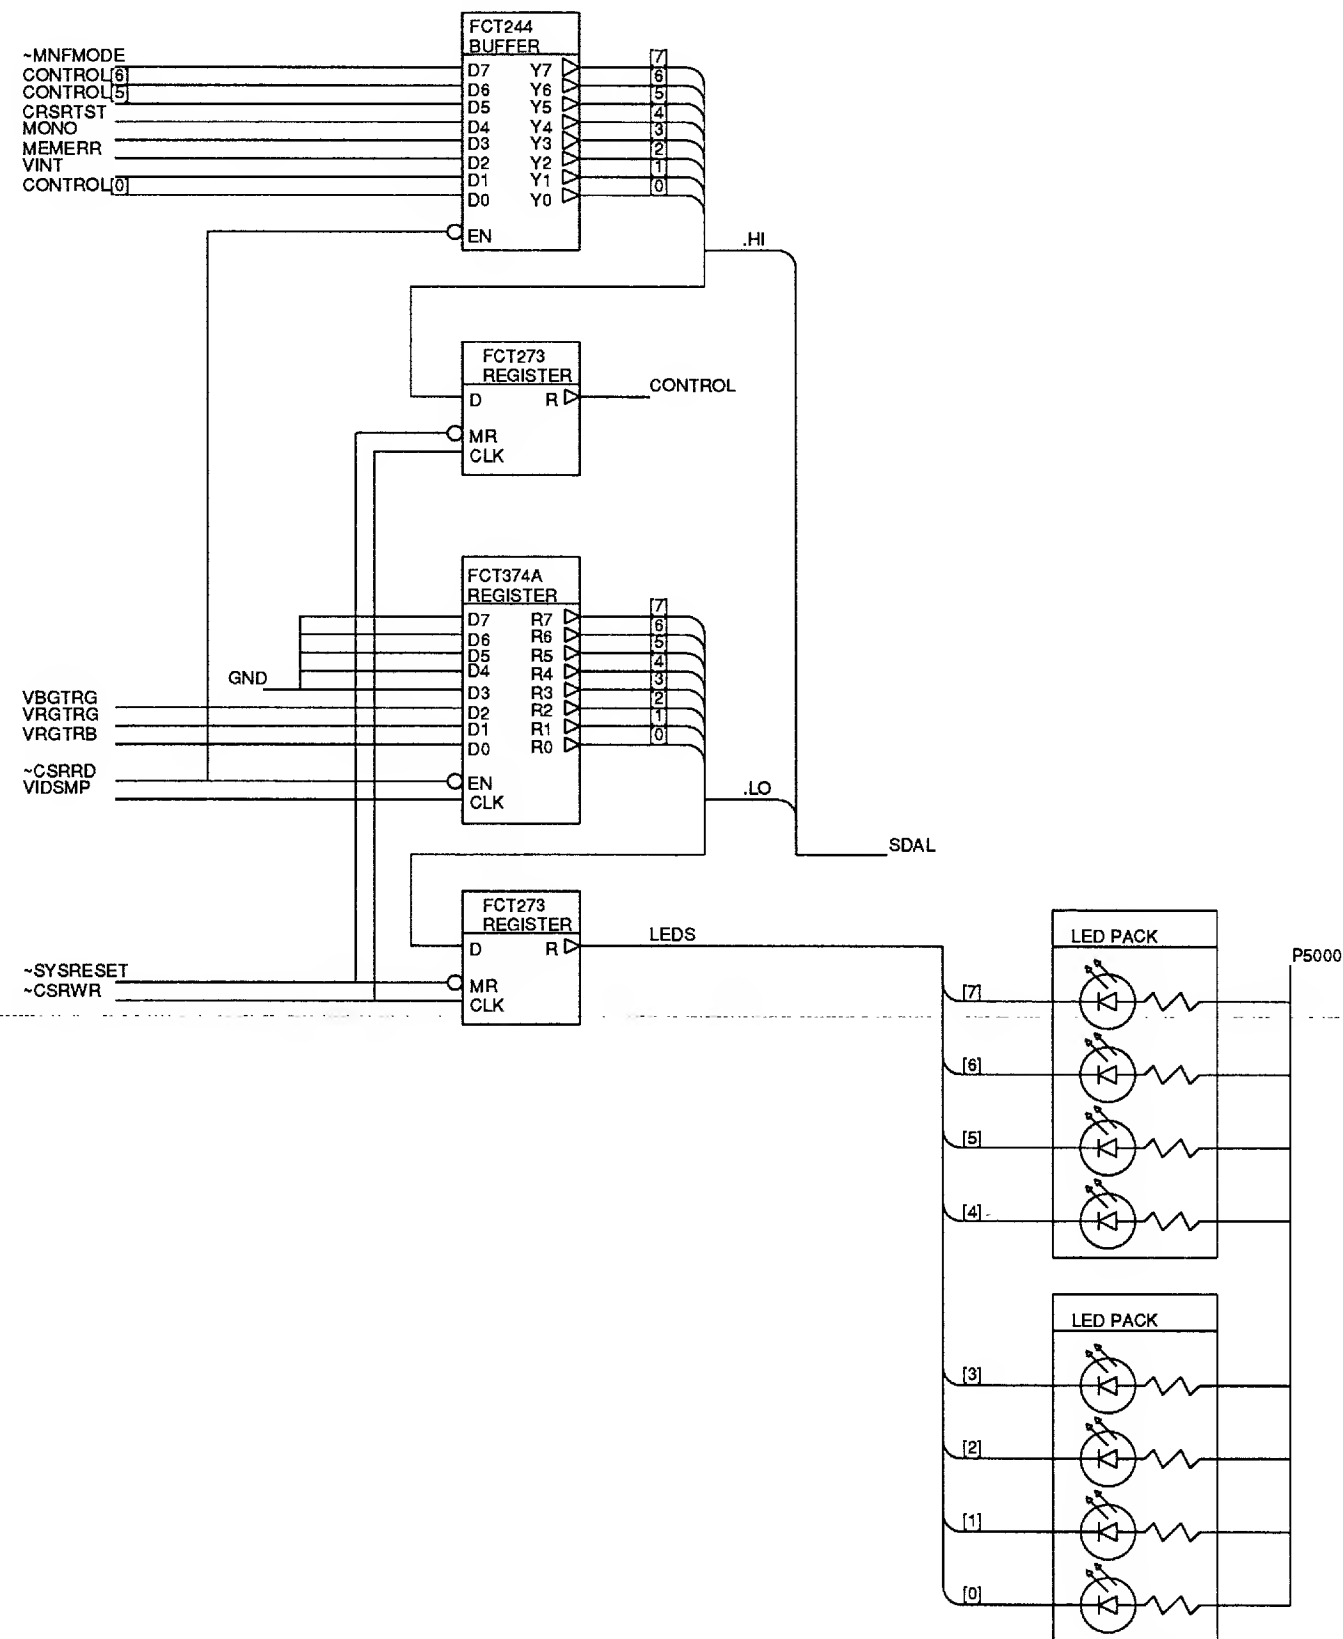 FCT244
BUFFER
~MNFMODE
CONTROL[6]
CONTROL[5]
CRSRTST
MONO
MEMERR
VINT
CONTROL[0]
D7 Y7 [7]
D6 Y6 [6]
D5 Y5 [5]
D4 Y4 [4]
D3 Y3 [3]
D2 Y2 [2]
D1 Y1 [1]
D0 Y0 [0]
EN
.HI
FCT273
REGISTER
D R
CONTROL
MR
CLK
FCT374A
REGISTER
D7 R7 [7]
D6 R6 [6]
D5 R5 [5]
D4 R4 [4]
GND
D3 R3 [3]
VBGTRG
D2 R2 [2]
VRGTRG
D1 R1 [1]
VRGTRB
D0 R0 [0]
~CSRRD
EN
VIDSMP
CLK
.LO
SDAL
FCT273
REGISTER
D R
LEDS
~SYSRESET
MR
~CSRWR
CLK
LED PACK
P5000
[7]
[6]
[5]
[4]
LED PACK
[3]
[2]
[1]
[0]